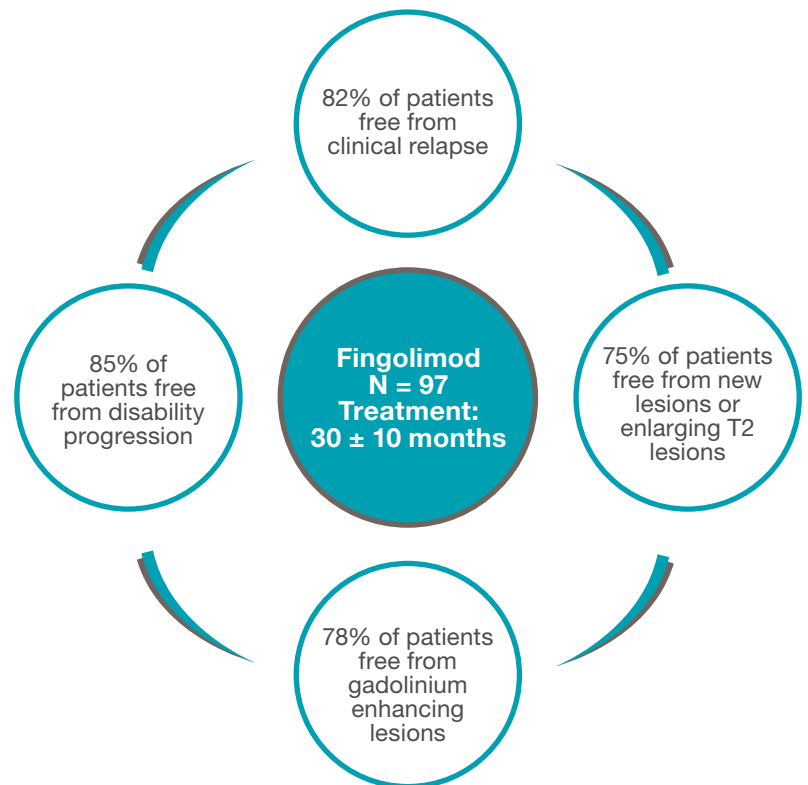 82% of patients
free from
clinical relapse
85% of
patients free
from disability
progression
Fingolimod
N = 97
Treatment:
30 ± 10 months
75% of patients
free from new
lesions or
enlarging T2
lesions
78% of patients
free from
gadolinium
enhancing
lesions